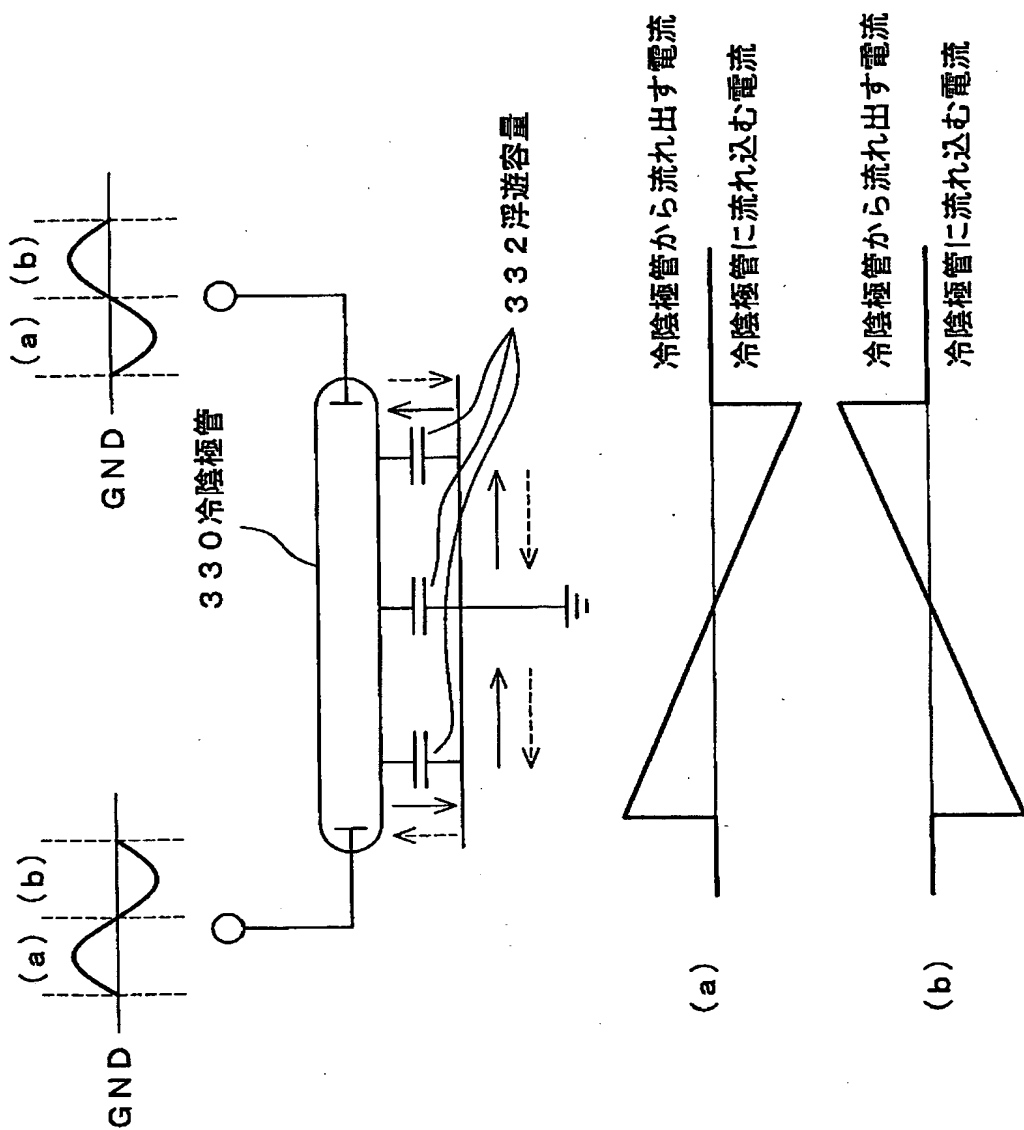 (a) (b)
GND
(a) (b)
GND
330冷陰極管
332浮遊容量
(a)
冷陰極管から流れ出す電流
冷陰極管に流れ込む電流
(b)
冷陰極管から流れ出す電流
冷陰極管に流れ込む電流